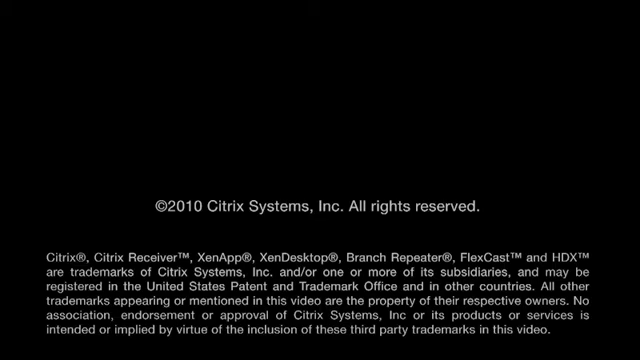 ©2010 Citrix Systems, Inc. All rights reserved.
Citrix®, Citrix Receiver™, XenApp®, XenDesktop®, Branch Repeater®, FlexCast™ and HDX™
are trademarks of Citrix Systems, Inc. and/or one or more of its subsidiaries, and may be
registered in the United States Patent and Trademark Office and in other countries. All other
trademarks appearing or mentioned in this video are the property of their respective owners. No
association, endorsement or approval of Citrix Systems, Inc or its products or services is
intended or implied by virtue of the inclusion of these third party trademarks in this video.